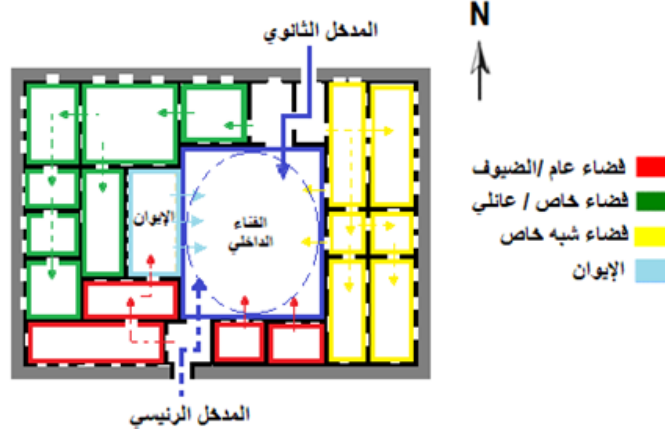 المدخل الثانوي
N
فضاء عام /الضيوف
فضاء خاص / عائلي
فضاء شبه خاص
الإيوان
الإيوان
الفناء
الداخلي
المدخل الرئيسي